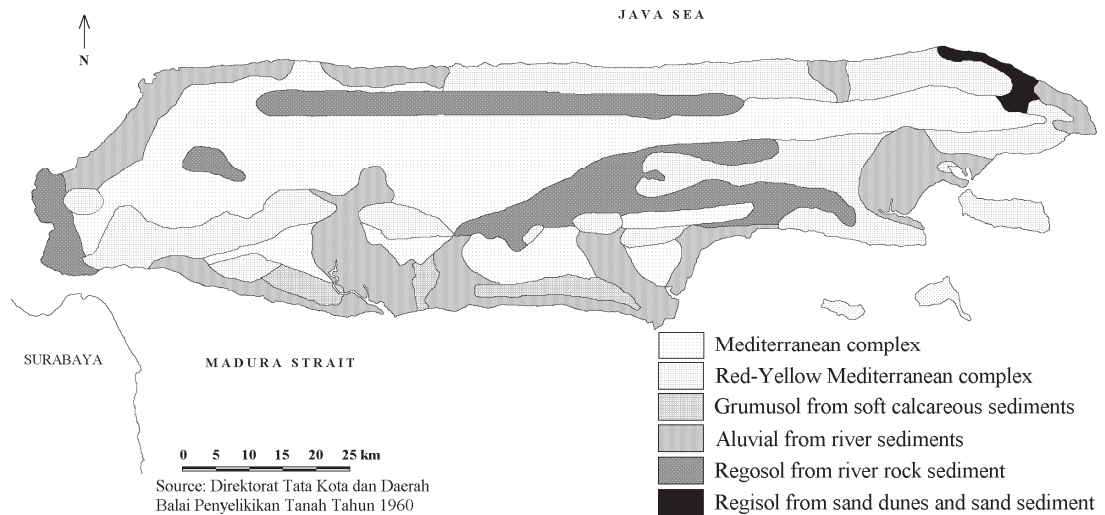 JAVA SEA
N
SURABAYA
MADURA STRAIT
Mediterranean complex
Red-Yellow Mediterranean complex
Grumusol from soft calcareous sediments
Aluvial from river sediments
Regosol from river rock sediment
Regisol from sand dunes and sand sediment
0 5 10 15 20 25 km
Source: Direktorat Tata Kota dan Daerah
Balai Penyelikikan Tanah Tahun 1960